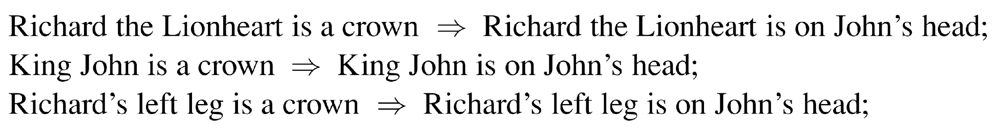 Richard the Lionheart is a crown ⇒ Richard the Lionheart is on John’s head;
King John is a crown ⇒ King John is on John’s head;
Richard’s left leg is a crown ⇒ Richard’s left leg is on John’s head;